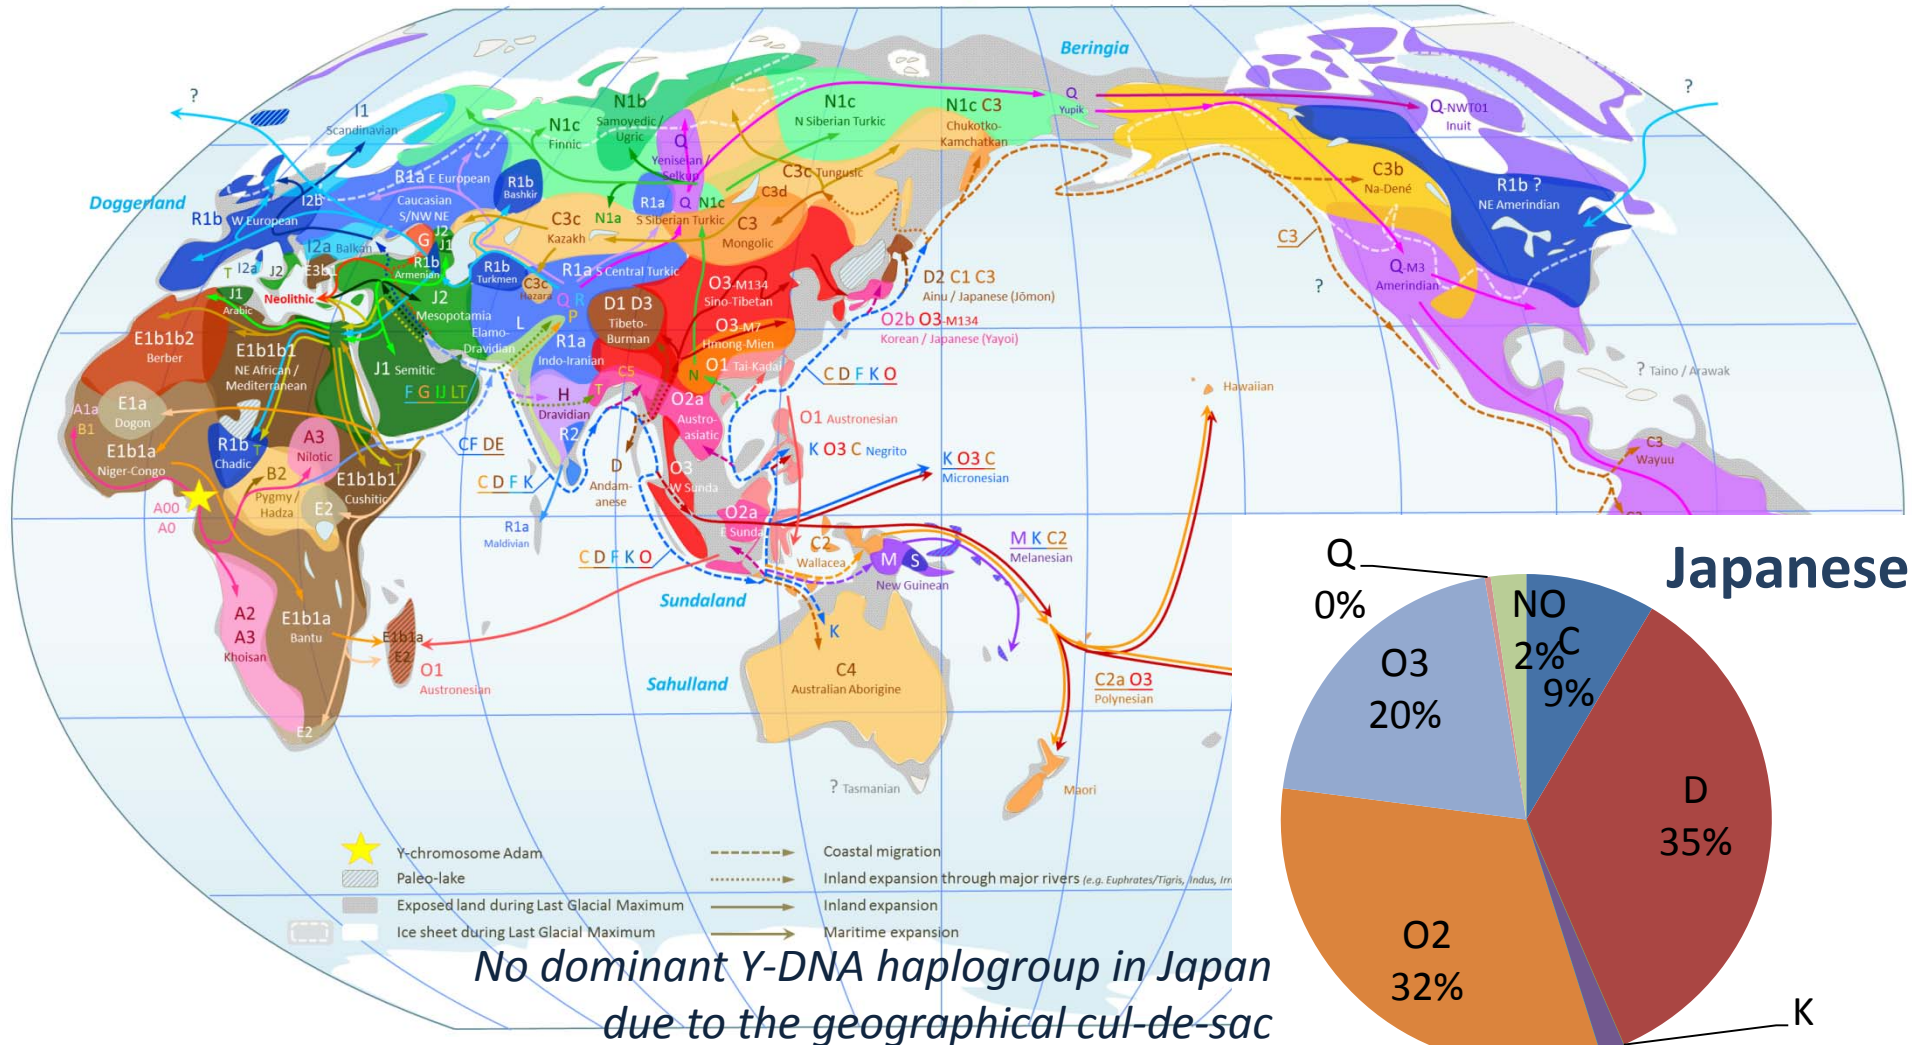 Beringia
?
?
I1
Scandinavian
N1b
Samoyedic /
Ugric
N1c
Finnic
N1c
N Siberian Turkic
N1c C3
Chukotko-
Kamchatkan
Q
Yupik
Q-NWT01
Inuit
Q
Yeniseian /
Selkup
R1a E European
Caucasian
S/NW NE
R1b
Bashkir
C3c Tungusic
C3d
C3b
Na-Dené
R1b ?
NE Amerindian
Doggerland
R1b
W European
I2b
I2a Balkan
G
J2
J1
C3c
Kazakh
N1a
R1a
Q
N1c
S Siberian Turkic
C3
Mongolic
C3
?
T
I2a
J2
E3b1
R1b
Armenian
R1b
Turkmen
C3c
Hazara
R1a S Central Turkic
Q R
P
D1 D3
Tibeto-
Burman
O3-M134
Sino-Tibetan
D2 C1 C3
Ainu / Japanese (Jōmon)
Q-M3
Amerindian
J1
Arabic
Neolithic
J2
Mesopotamia
L
Elamo-
Dravidian
R1a
Indo-Iranian
O3-M7
Hmong-Mien
O2b O3-M134
Korean / Japanese (Yayoi)
E1b1b2
Berber
E1b1b1
NE African /
Mediterranean
J1 Semitic
F G IJ LT
H
Dravidian
T
C5
N
O1 Tai-Kadai
C D F K O
Hawaiian
? Taino / Arawak
A1a
B1
E1a
Dogon
O2a
Austro-
asiatic
O1 Austronesian
R1b
Chadic
T
A3
Nilotic
CF DE
R2
K O3 C Negrito
E1b1a
Niger-Congo
B2
Pygmy /
Hadza
T
E1b1b1
Cushitic
C D F K
D
Andam-
anese
O3
W Sunda
K O3 C
Micronesian
C3
Wayuu
A00
A0
E2
R1a
Maldivian
O2a
E Sunda
C D F K O
C2
Wallacea
M
S
New Guinean
M K C2
Melanesian
Sundaland
A2
A3
Khoisan
E1b1a
Bantu
E1b1a
E2
O1
Austronesian
K
Sahulland
C4
Australian Aborigine
C2a O3
Polynesian
E2
? Tasmanian
Maori
Y-chromosome Adam
Paleo-lake
Exposed land during Last Glacial Maximum
Ice sheet during Last Glacial Maximum
Coastal migration
Inland expansion through major rivers (e.g. Euphrates/Tigris, Indus,
Inland expansion
Maritime expansion
No dominant Y-DNA haplogroup in Japan
due to the geographical cul-de-sac
Japanese
Q
0%
NO
2%
C
9%
O3
20%
D
35%
O2
32%
K